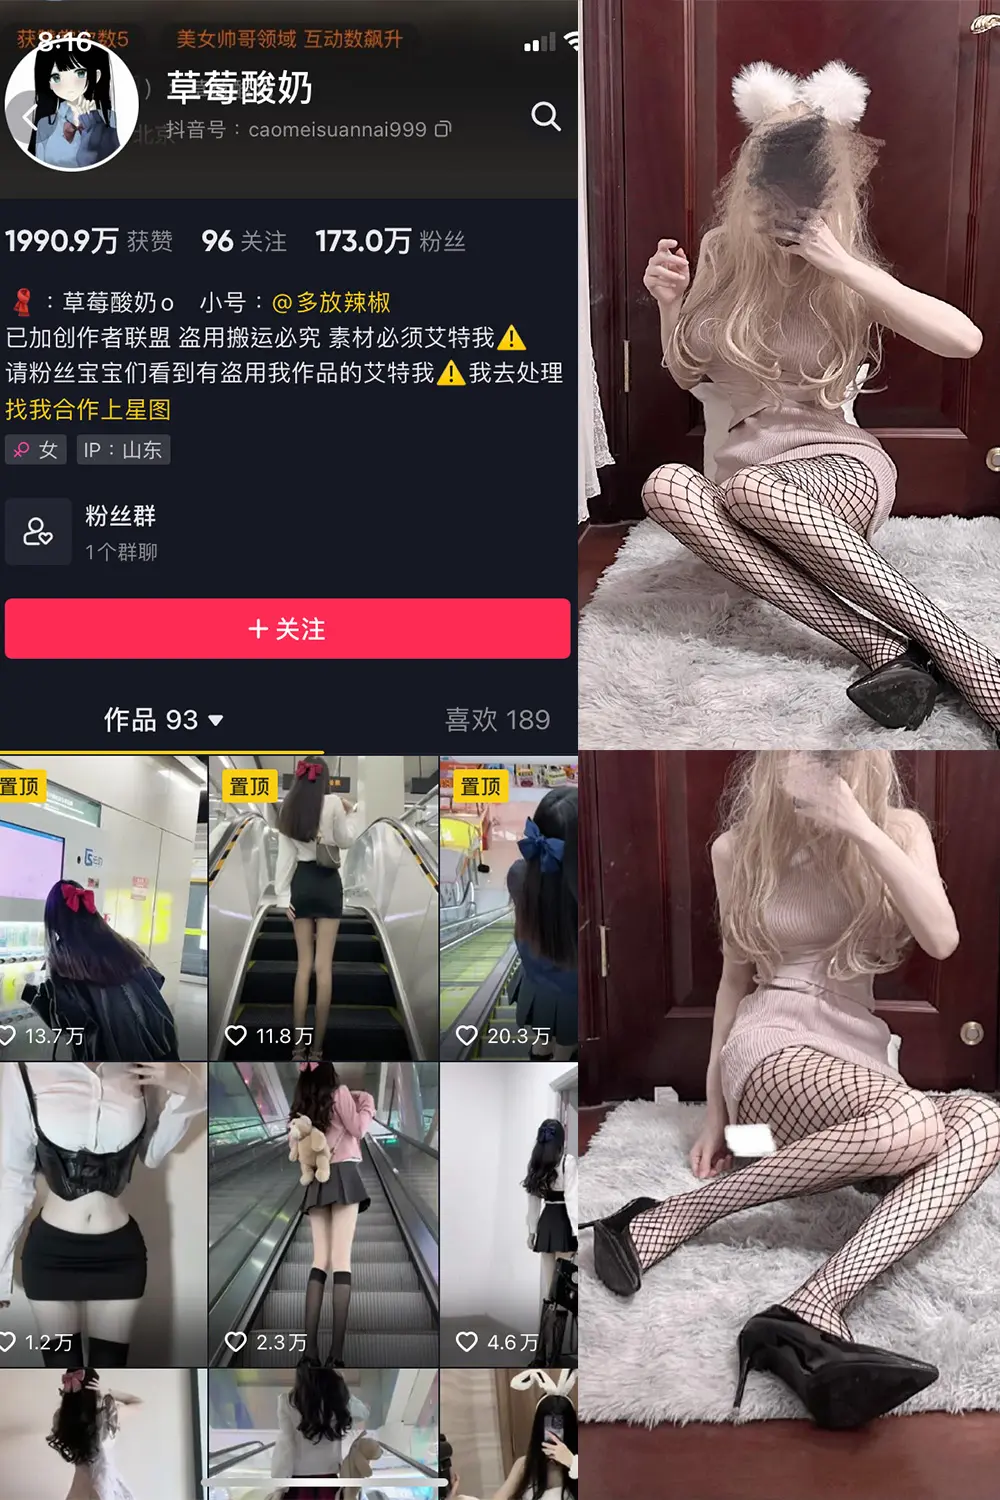 获赞总次数5
美女帅哥领域 互动数飙升
8:16
草莓酸奶
抖音号：caomeisuannai999
北京
1990.9万 获赞 96 关注 173.0万 粉丝
：草莓酸奶o 小号：@多放辣椒
已加创作者联盟 盗用搬运必究 素材必须艾特我⚠️
请粉丝宝宝们看到有盗用我作品的艾特我⚠️我去处理
找我合作上星图
女 IP：山东
粉丝群
1个群聊
+ 关注
作品 93 喜欢 189
置顶 置顶 置顶
13.7万 11.8万 20.3万
1.2万 2.3万 4.6万